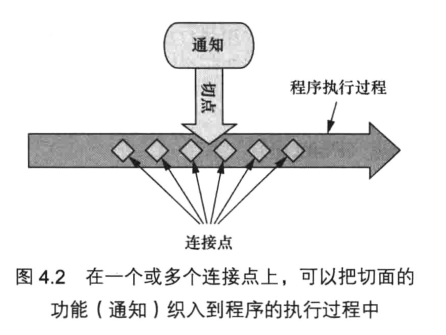 通知
切点
程序执行过程
连接点
图 4.2 在一个或多个连接点上，可以把切面的
功能（通知）织入到程序的执行过程中